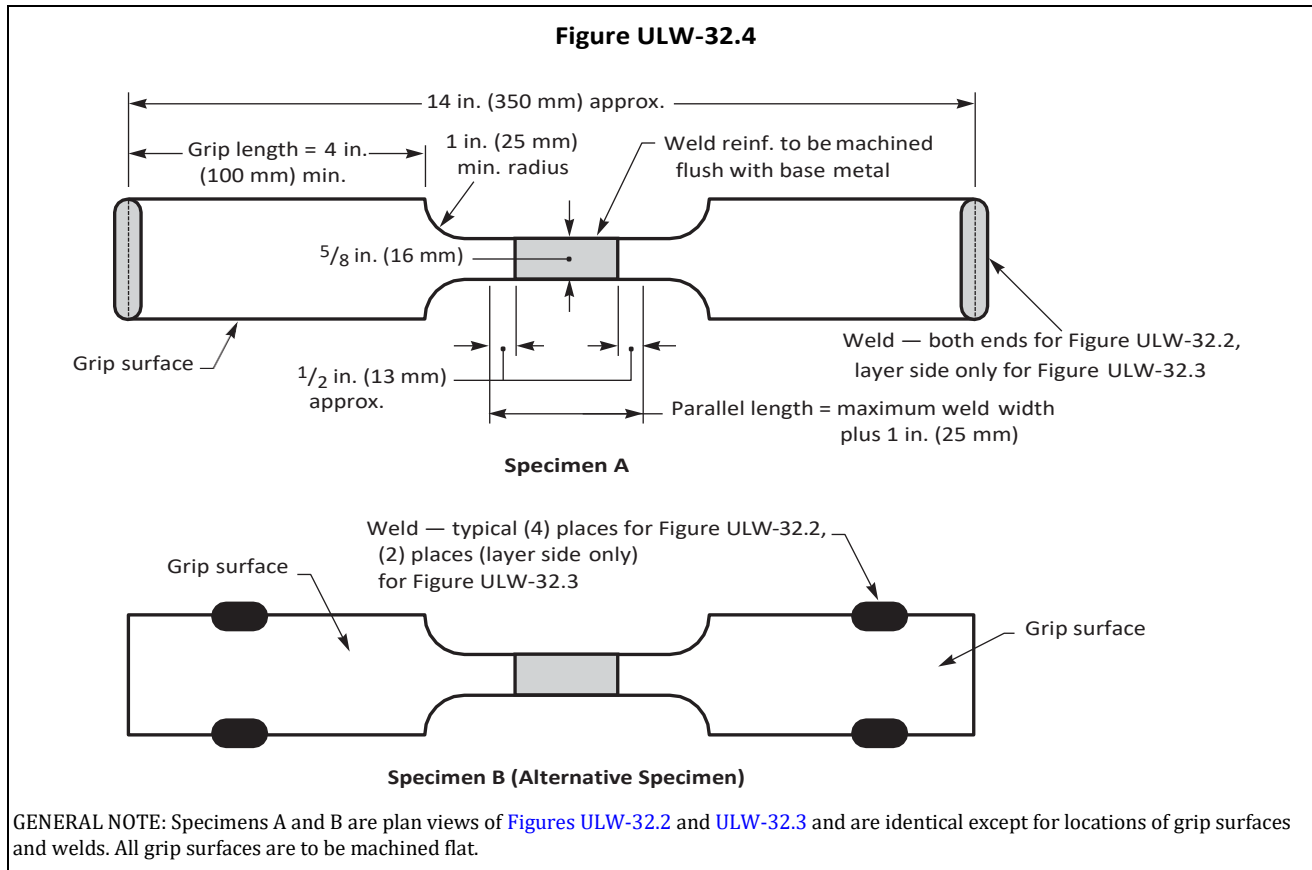 Figure ULW-32.4
14 in. (350 mm) approx.
Grip length = 4 in.
(100 mm) min.
1 in. (25 mm)
min. radius
Weld reinf. to be machined
flush with base metal
5/8 in. (16 mm)
Grip surface
1/2 in. (13 mm)
approx.
Weld — both ends for Figure ULW-32.2,
layer side only for Figure ULW-32.3
Parallel length = maximum weld width
plus 1 in. (25 mm)
Specimen A
Weld — typical (4) places for Figure ULW-32.2,
(2) places (layer side only)
for Figure ULW-32.3
Grip surface
Grip surface
Specimen B (Alternative Specimen)
GENERAL NOTE: Specimens A and B are plan views of Figures ULW-32.2 and ULW-32.3 and are identical except for locations of grip surfaces
and welds. All grip surfaces are to be machined flat.